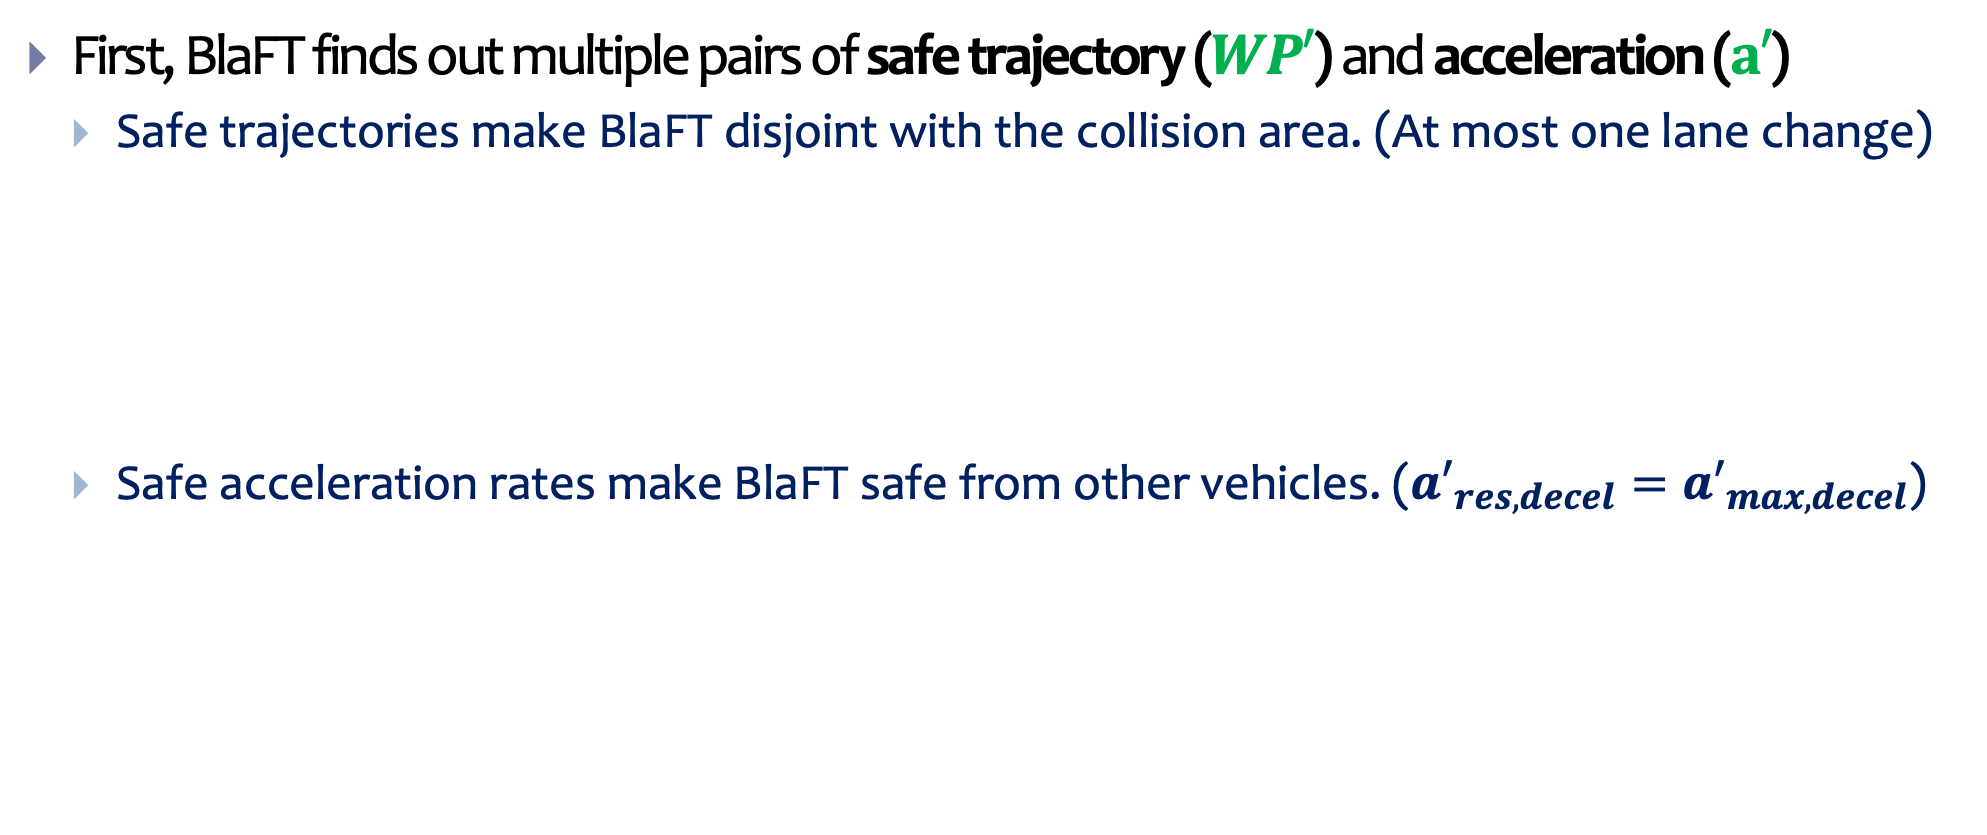 First, BlaFT finds out multiple pairs of safe trajectory (WP′) and acceleration (a′)
Safe trajectories make BlaFT disjoint with the collision area. (At most one lane change)
Safe acceleration rates make BlaFT safe from other vehicles. (a′res,decel = a′max,decel)